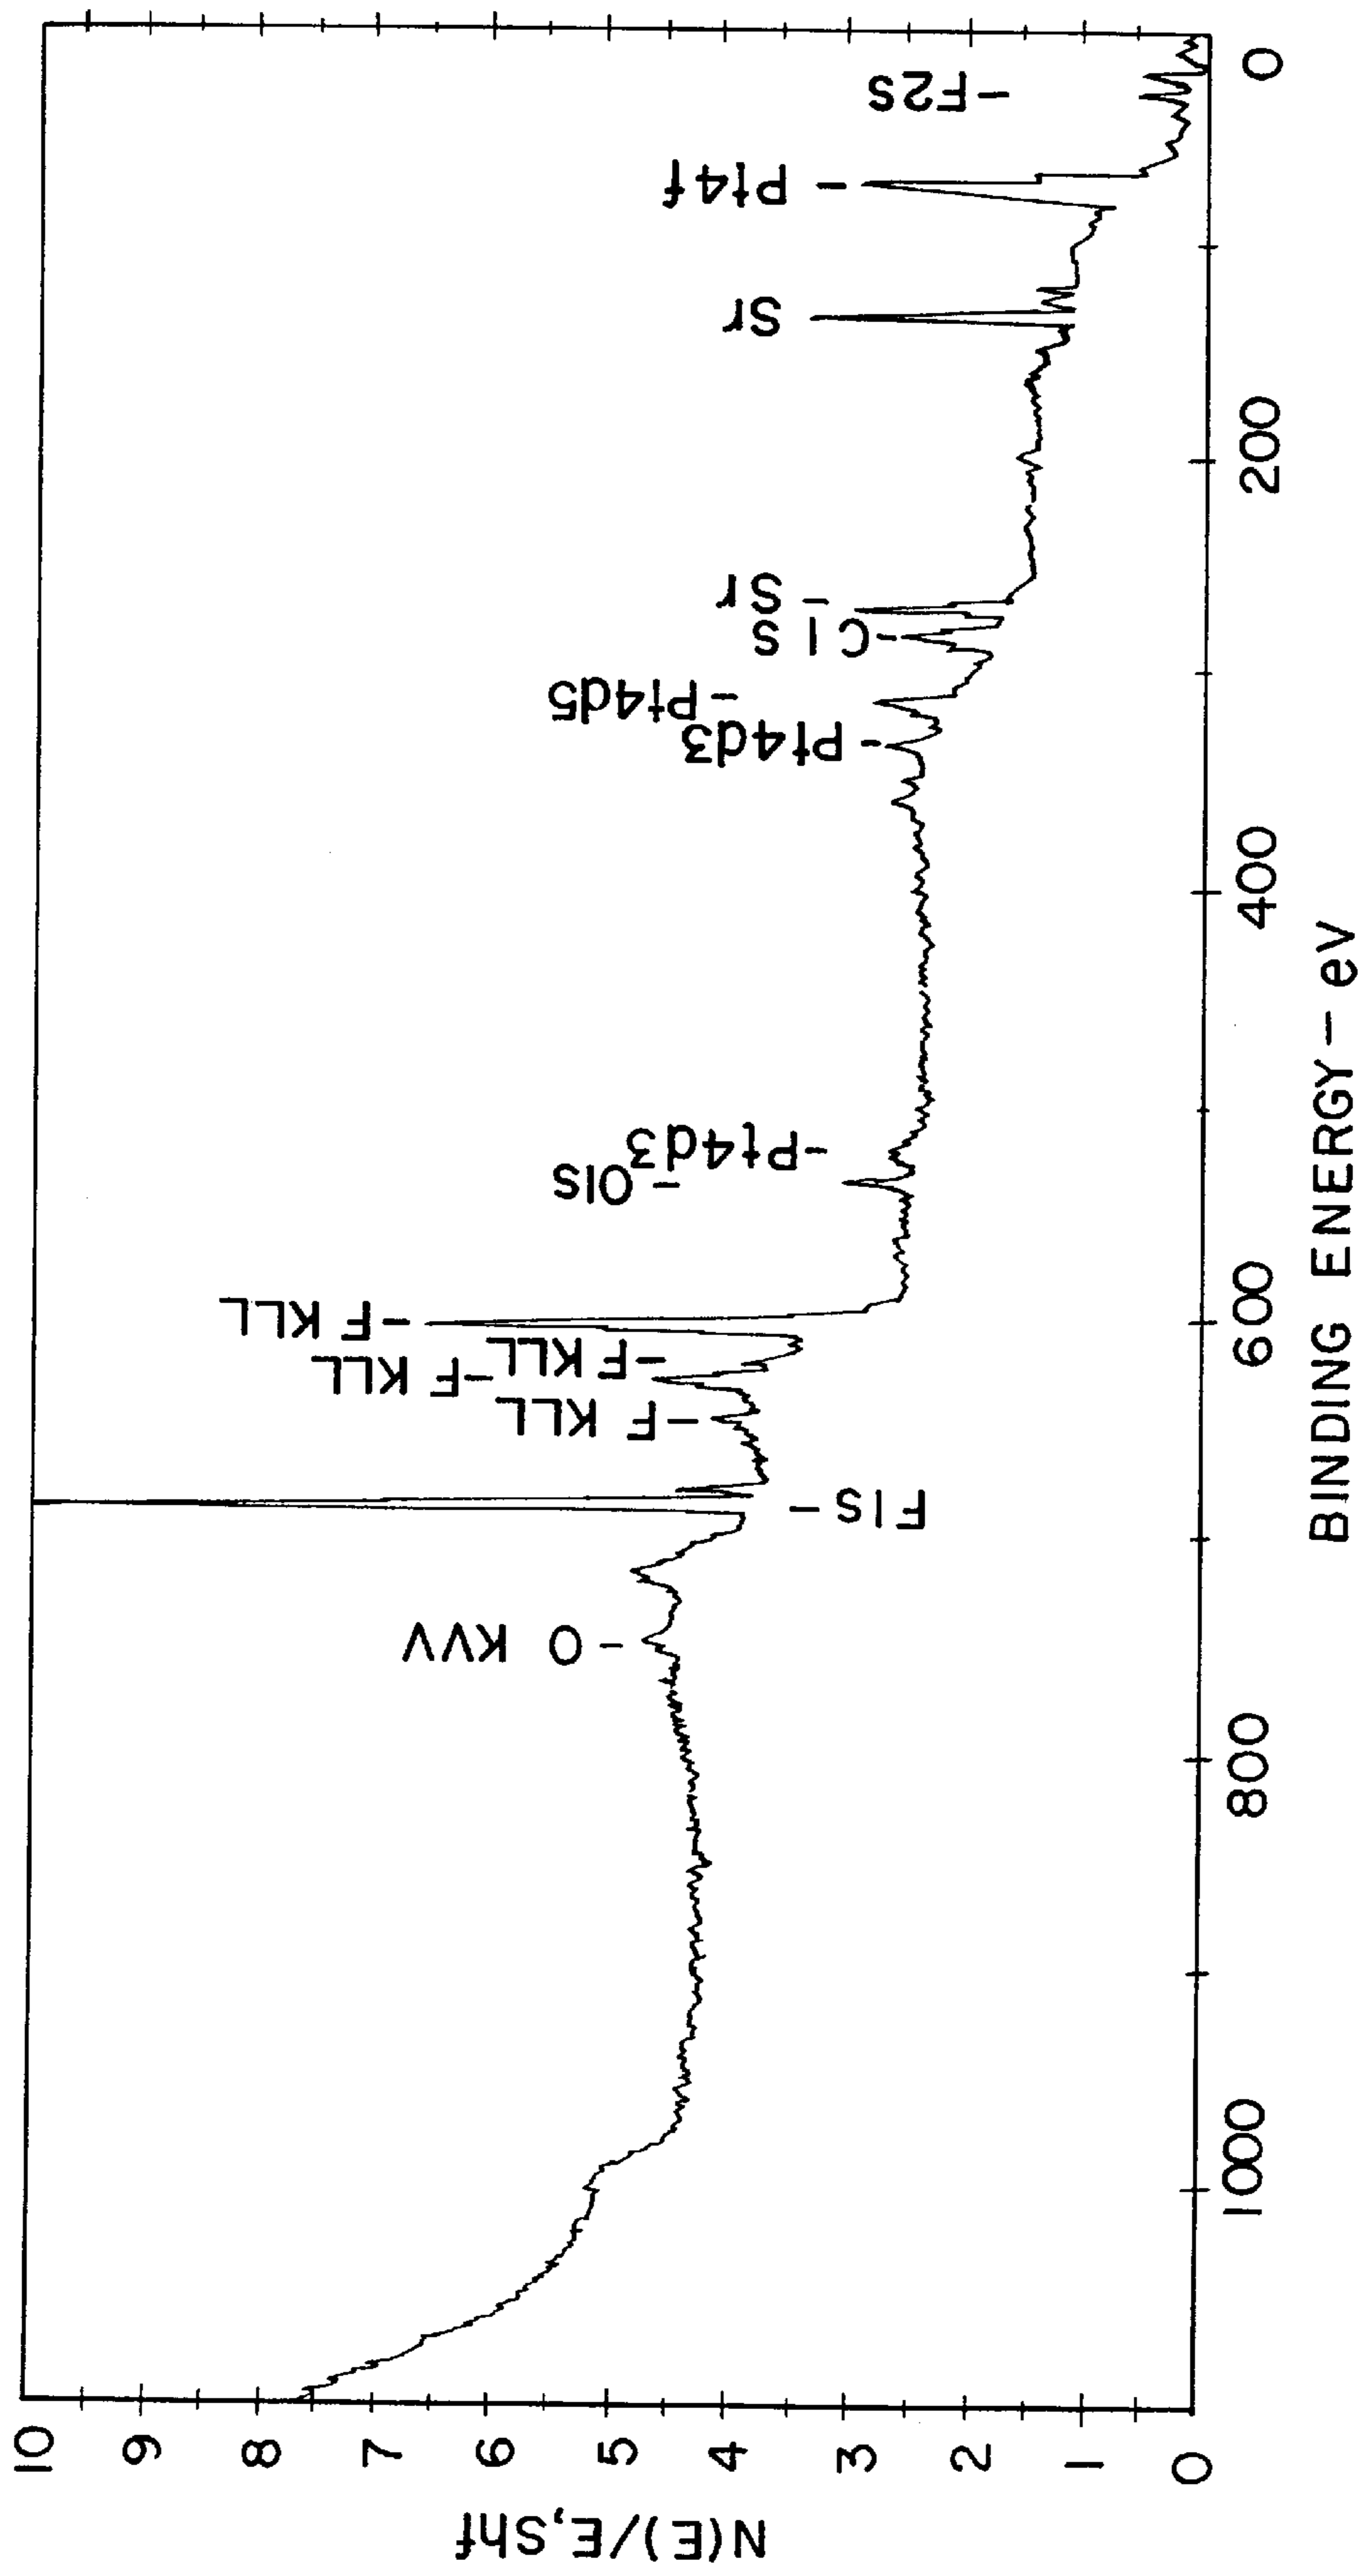 N(E)/E,Shf
10
9
8
7
6
5
4
3
2
1
0
O KVV
F1S
F KLL
F KLL
F KLL
F KLL
O1S
Pt4d3
Pt4d3
Pt4d5
C1S
Sr
Sr
Pt4f
F2S
1000
800
600
400
200
0
BINDING ENERGY - eV